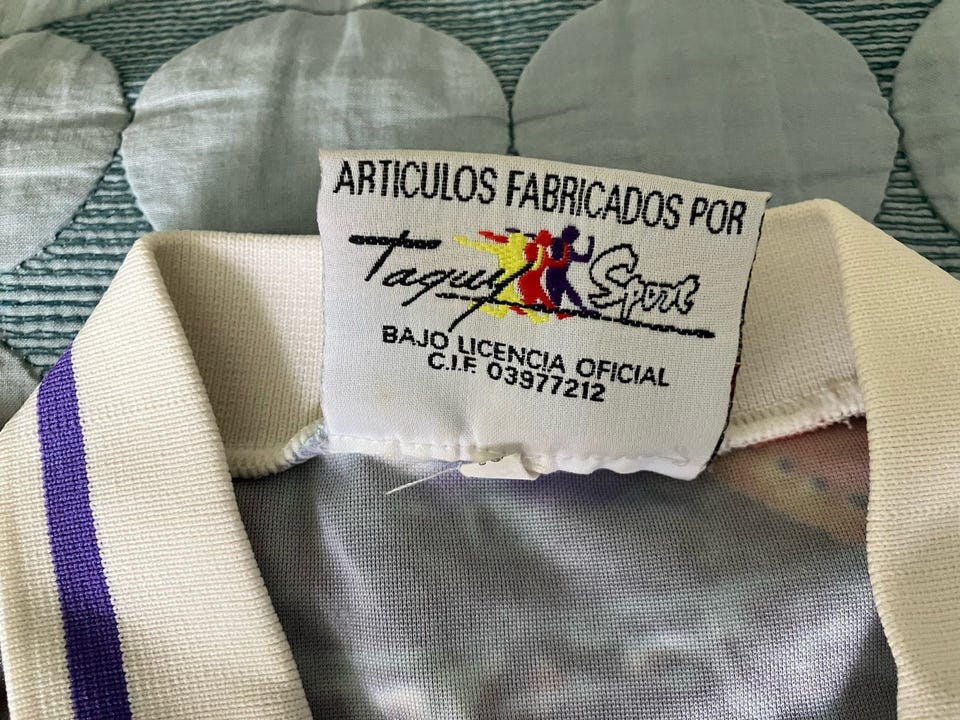 ARTICULOS FABRICADOS POR
Taquy Sport
BAJO LICENCIA OFICIAL
C.I.F. 03977212